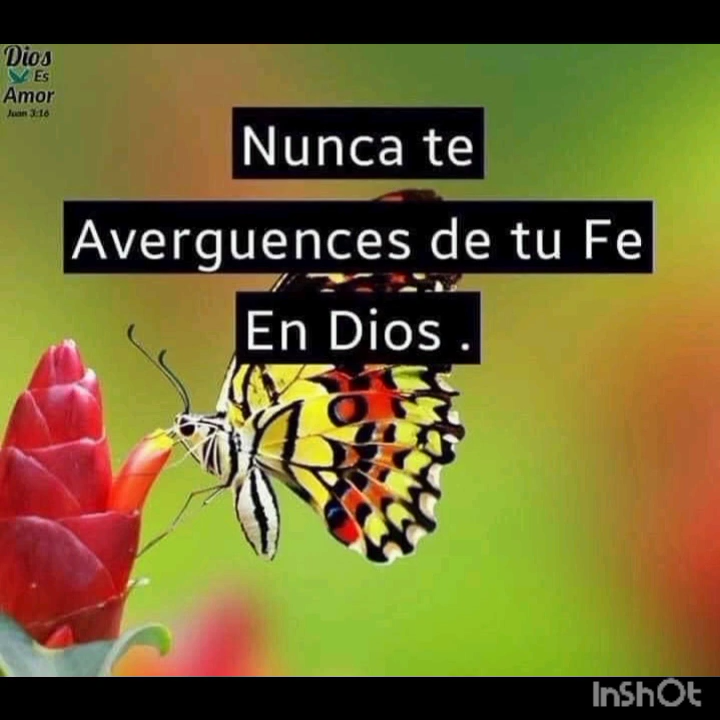 Dios
Es
Amor
Juan 3:16
Nunca te
Averguences de tu Fe
En Dios .
InShOt